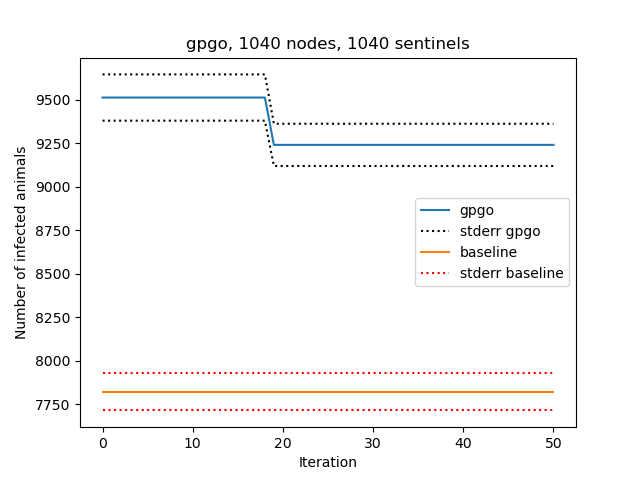 gpgo, 1040 nodes, 1040 sentinels
Number of infected animals
9500
9250
9000
8750
8500
8250
8000
7750
gpgo
stderr gpgo
baseline
stderr baseline
0 10 20 30 40 50
Iteration